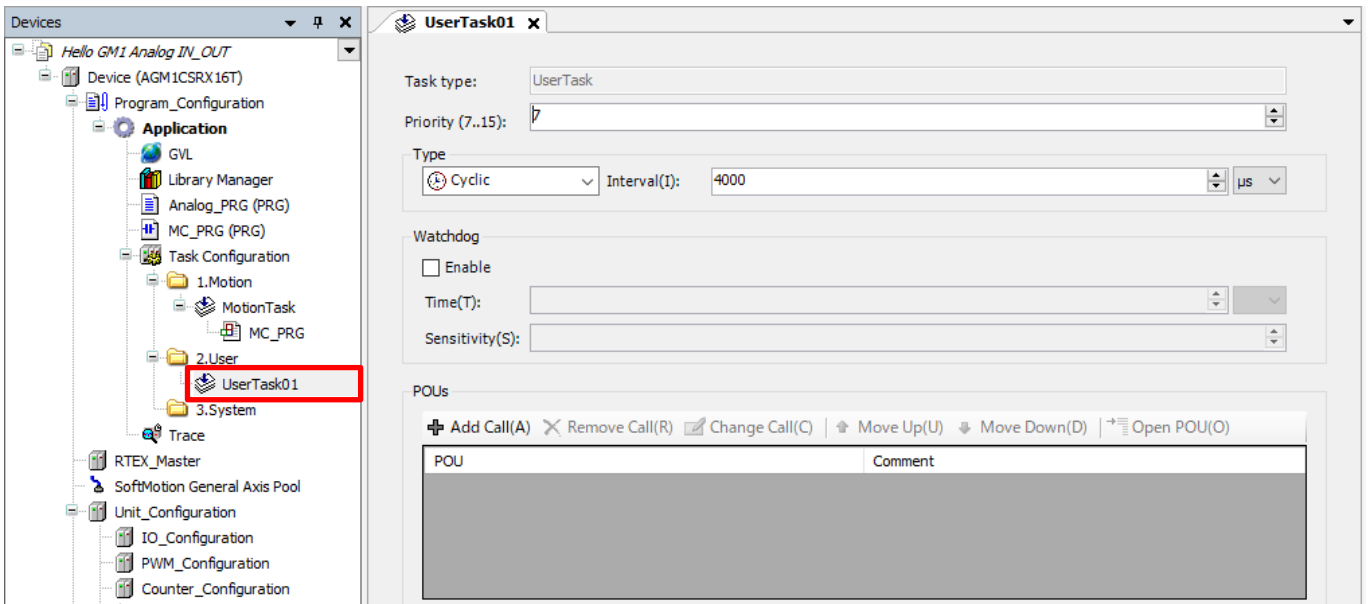 Devices
Hello GM1 Analog IN_OUT
Device (AGM1CSRX16T)
Program_Configuration
Application
GVL
Library Manager
Analog_PRG (PRG)
MC_PRG (PRG)
Task Configuration
1.Motion
MotionTask
MC_PRG
2.User
UserTask01
3.System
Trace
RTEX_Master
SoftMotion General Axis Pool
Unit_Configuration
IO_Configuration
PWM_Configuration
Counter_Configuration
UserTask01
Task type: UserTask
Priority (7..15): 7
Type
Cyclic Interval(I): 4000 µs
Watchdog
Enable
Time(T):
Sensitivity(S):
POUs
Add Call(A) Remove Call(R) Change Call(C) Move Up(U) Move Down(D) Open POU(O)
POU Comment